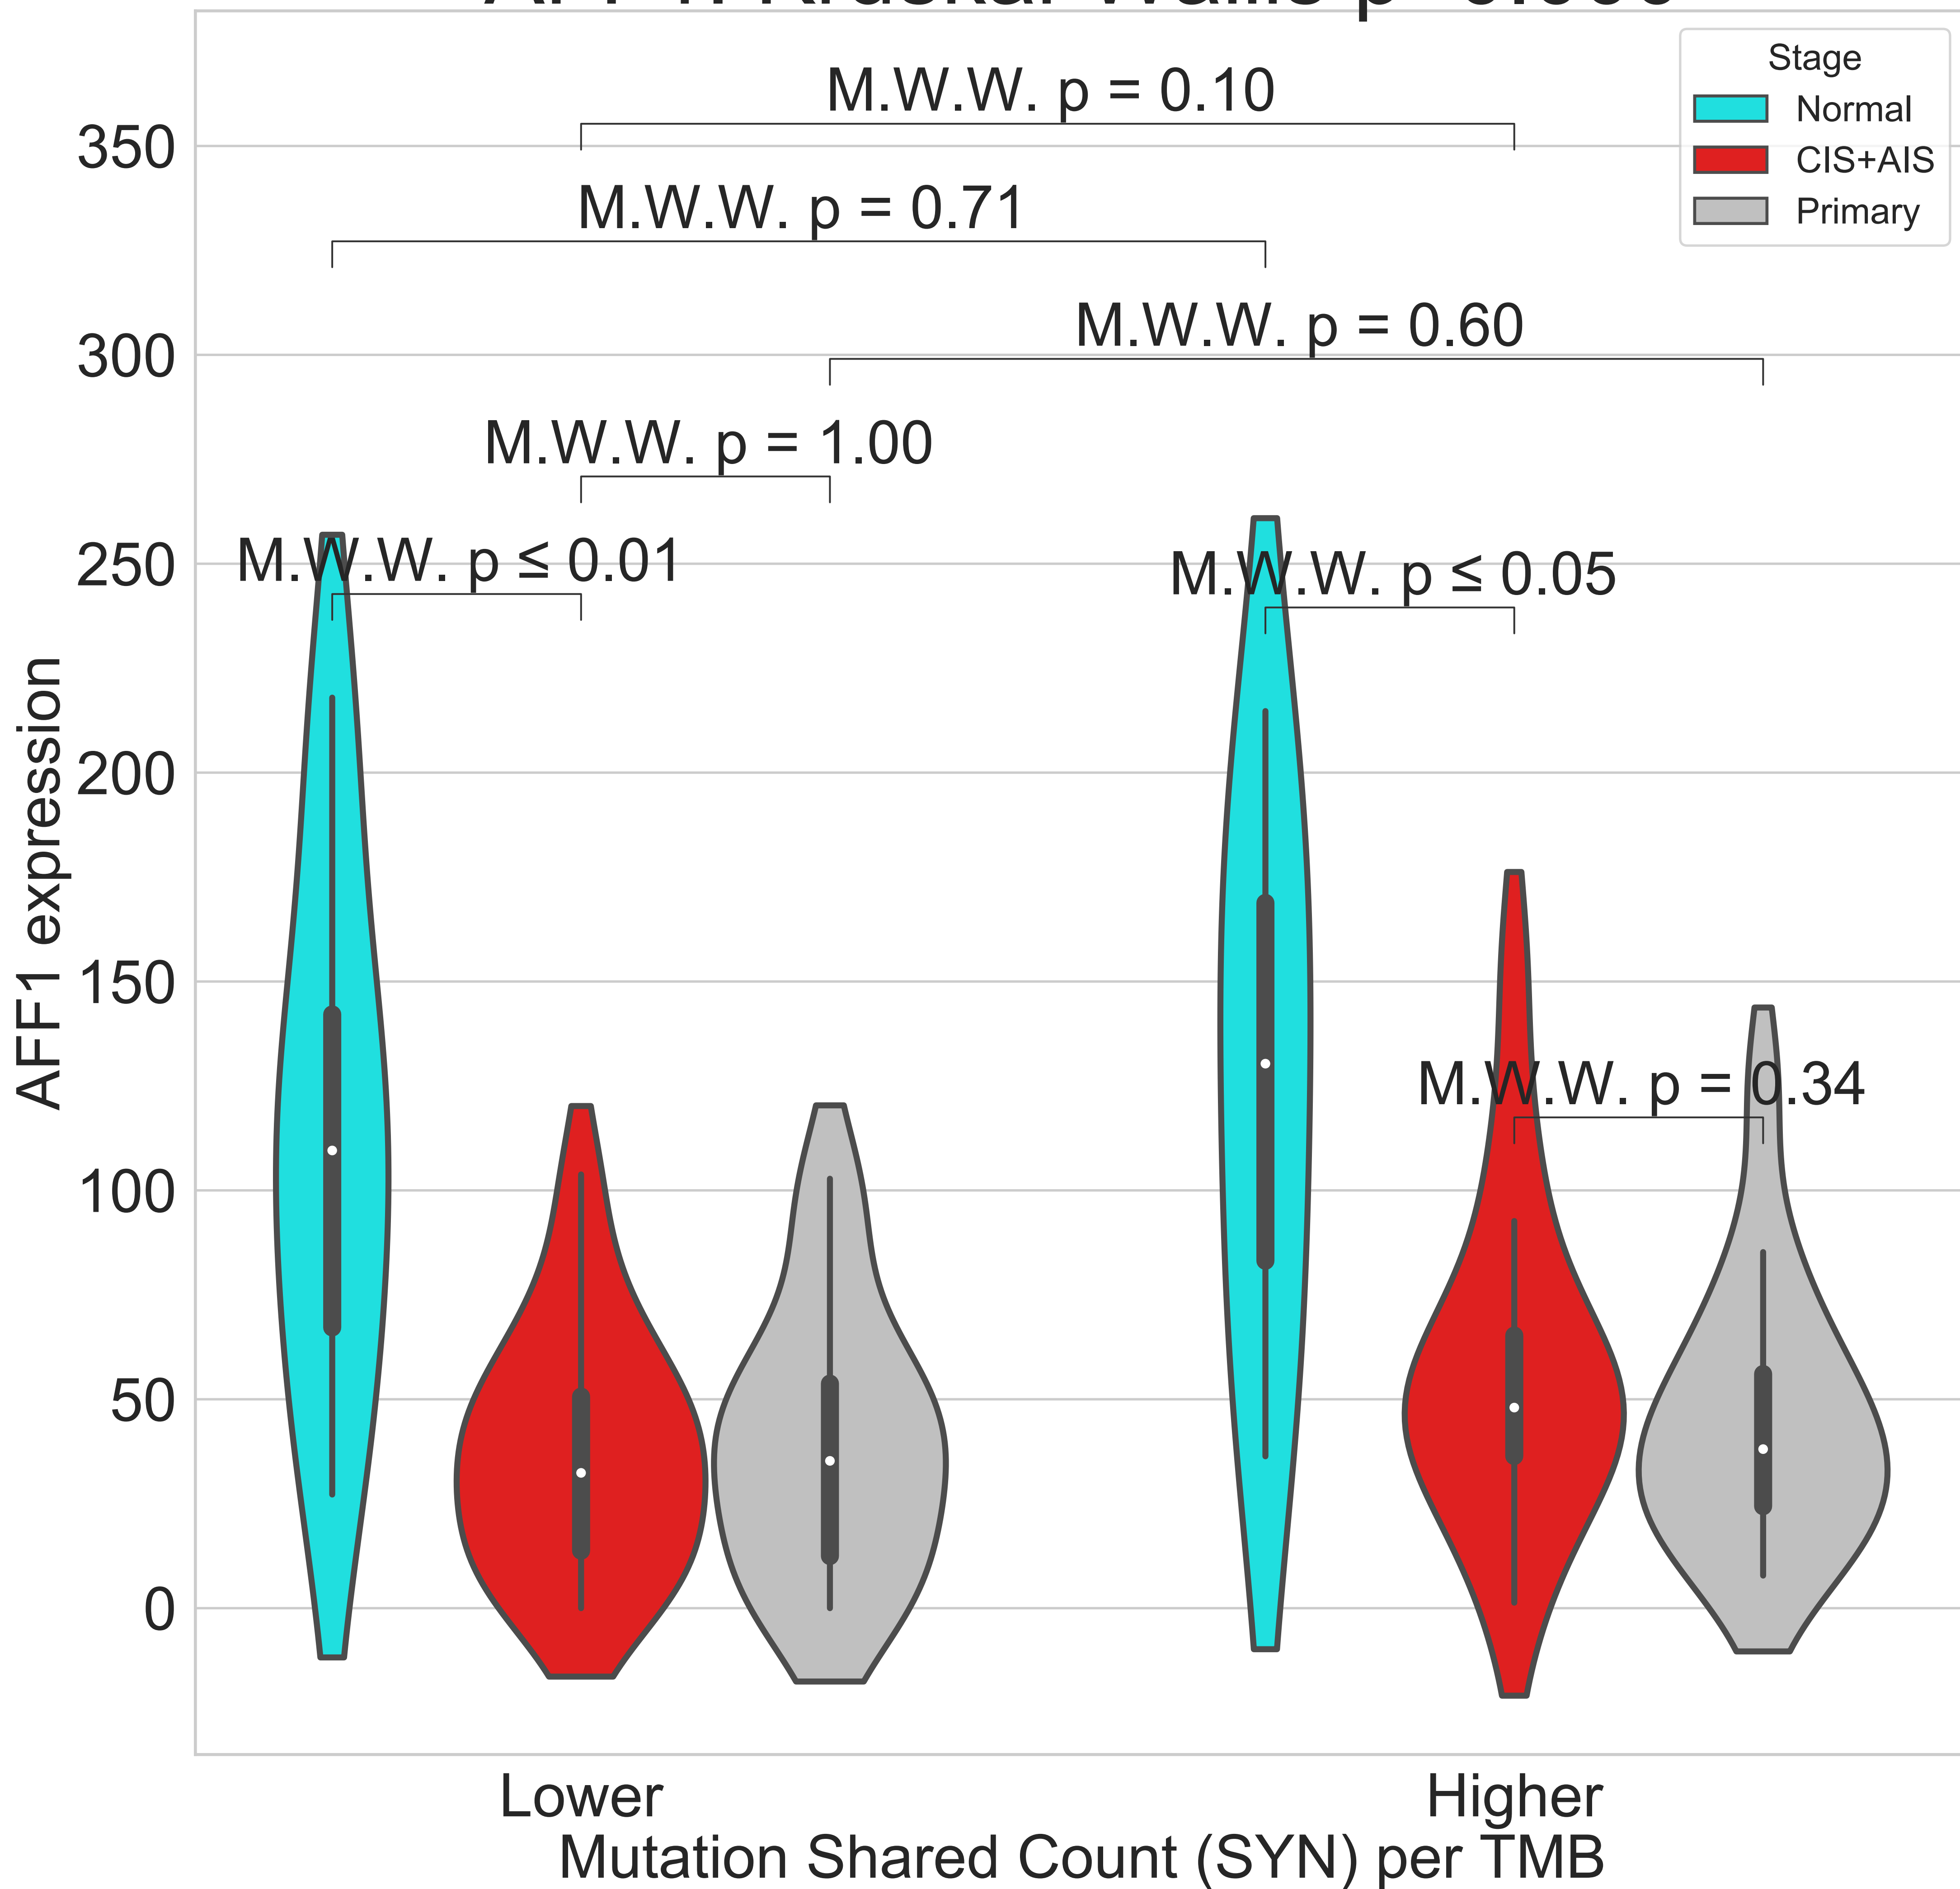 Stage
Normal
CIS+AIS
Primary
M.W.W. p = 0.10
M.W.W. p = 0.71
M.W.W. p = 0.60
M.W.W. p = 1.00
M.W.W. p ≤ 0.01
M.W.W. p ≤ 0.05
M.W.W. p = 0.34
350
300
250
200
150
100
50
0
AFF1 expression
Lower
Higher
Mutation Shared Count (SYN) per TMB